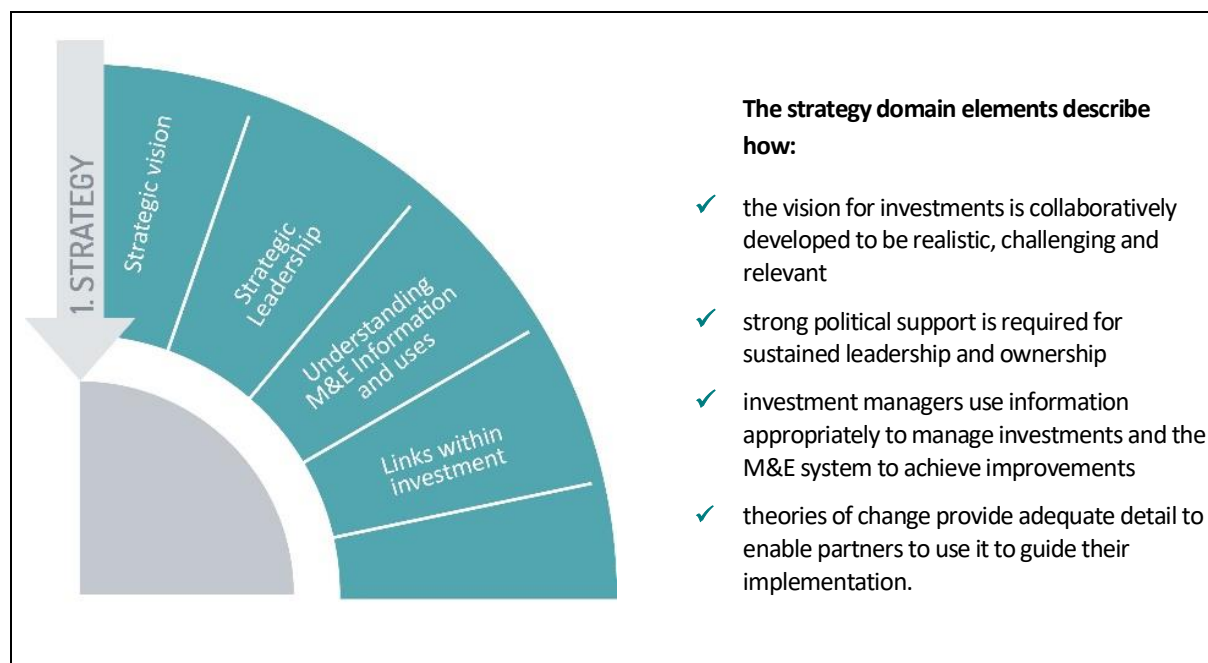 1. STRATEGY
Strategic vision
Strategic
Leadership
Understanding
M&E Information
and uses
Links within
investment
The strategy domain elements describe
how:
✓ the vision for investments is collaboratively
developed to be realistic, challenging and
relevant
✓ strong political support is required for
sustained leadership and ownership
✓ investment managers use information
appropriately to manage investments and the
M&E system to achieve improvements
✓ theories of change provide adequate detail to
enable partners to use it to guide their
implementation.